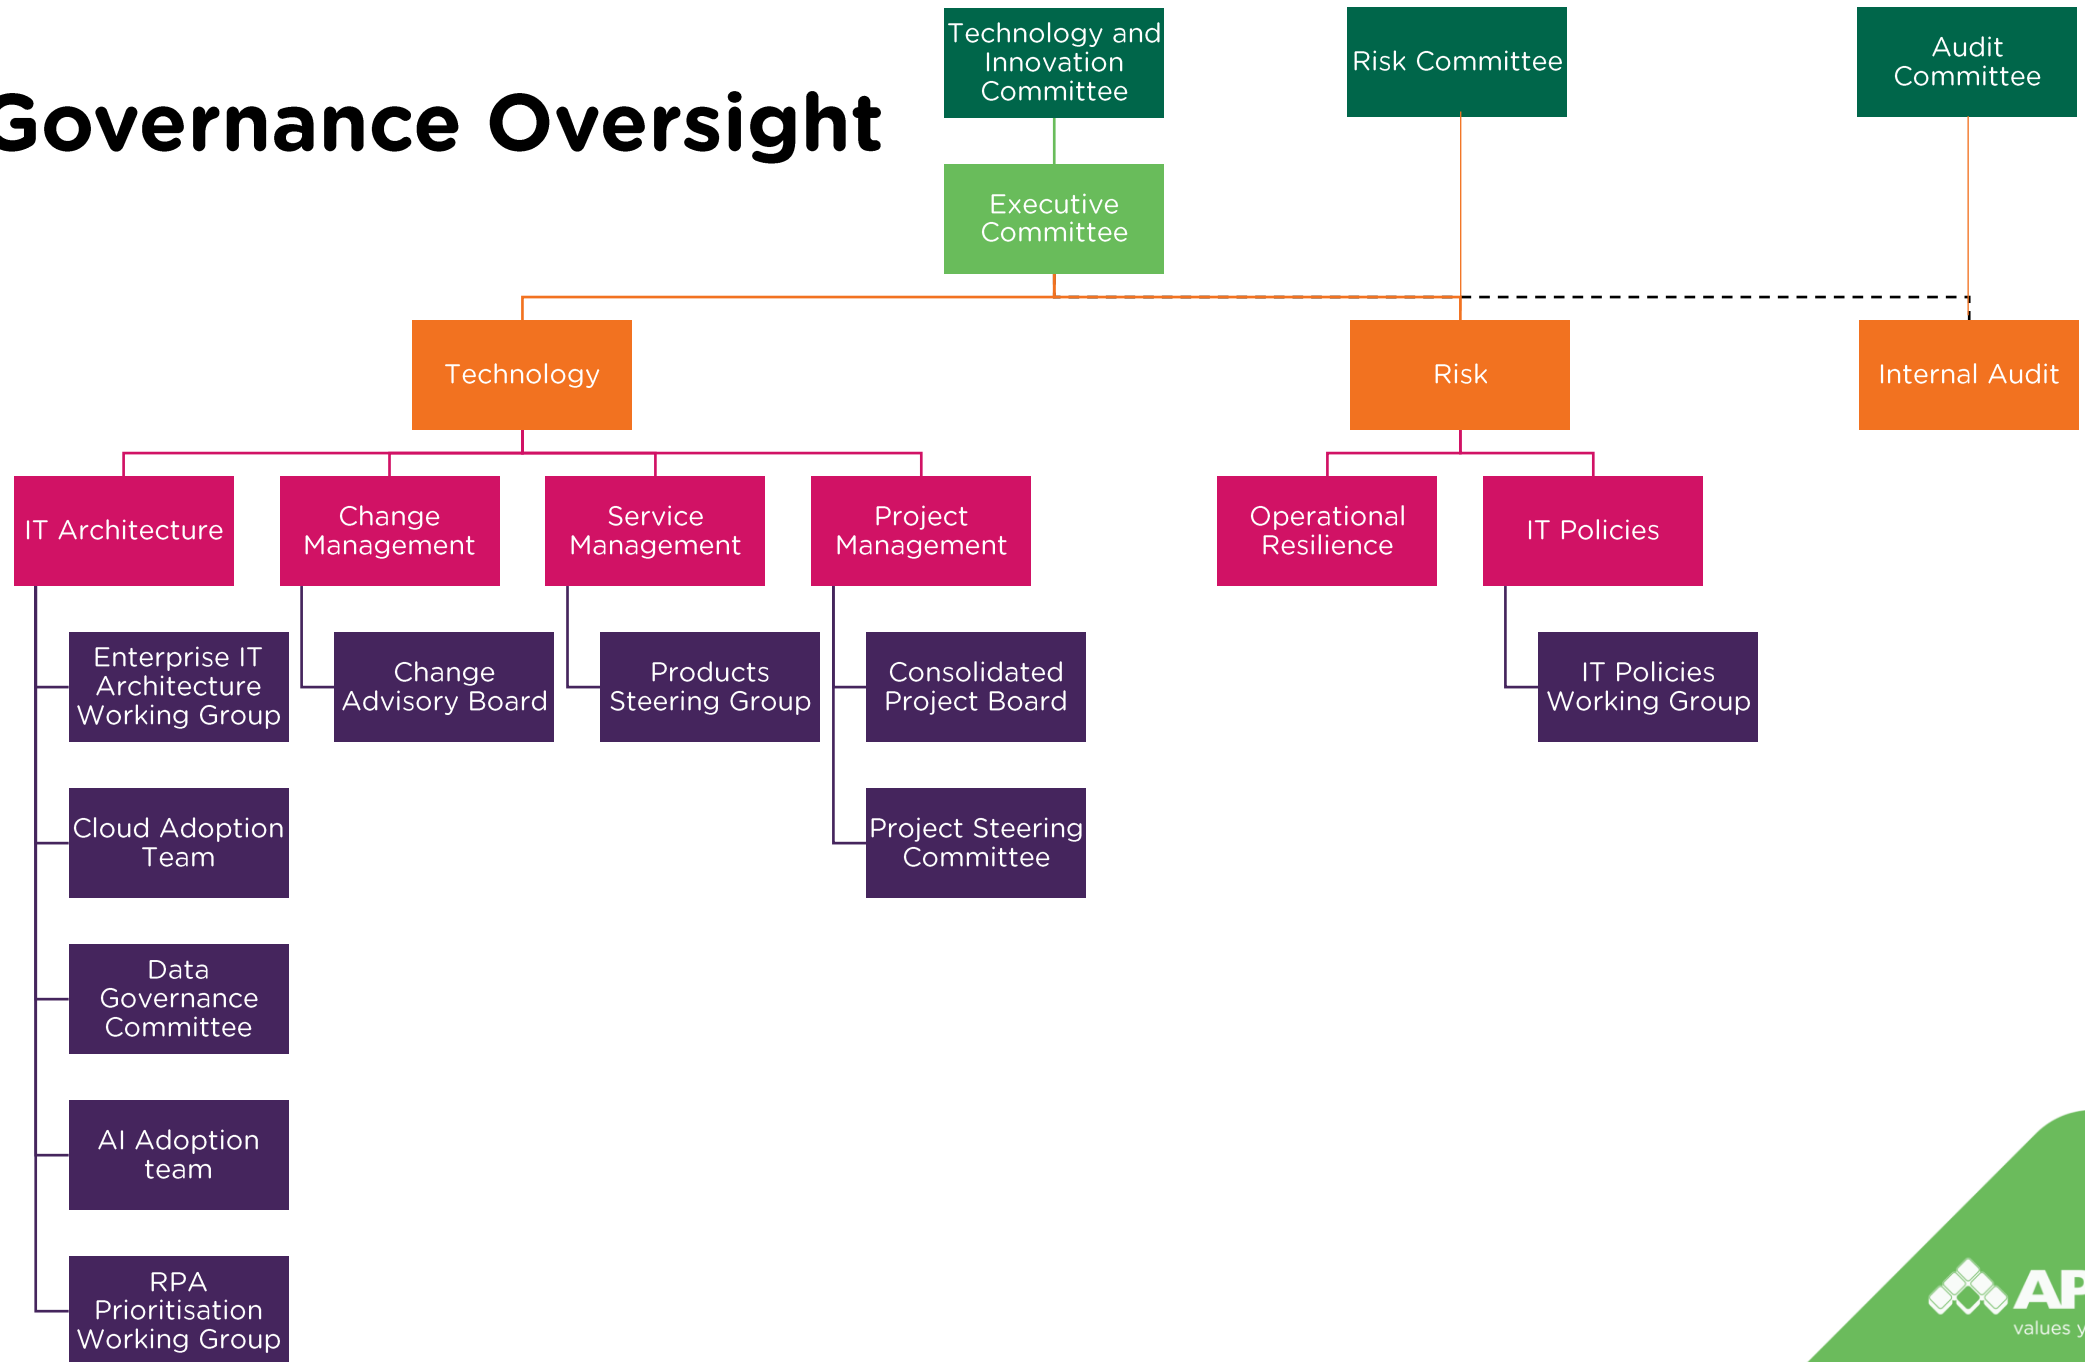 Governance Oversight
Technology and
Innovation
Committee
Risk Committee
Audit
Committee
Executive
Committee
Technology
Risk
Internal Audit
IT Architecture
Change
Management
Service
Management
Project
Management
Operational
Resilience
IT Policies
Enterprise IT
Architecture
Working Group
Change
Advisory Board
Products
Steering Group
Consolidated
Project Board
IT Policies
Working Group
Cloud Adoption
Team
Project Steering
Committee
Data
Governance
Committee
AI Adoption
team
RPA
Prioritisation
Working Group
values